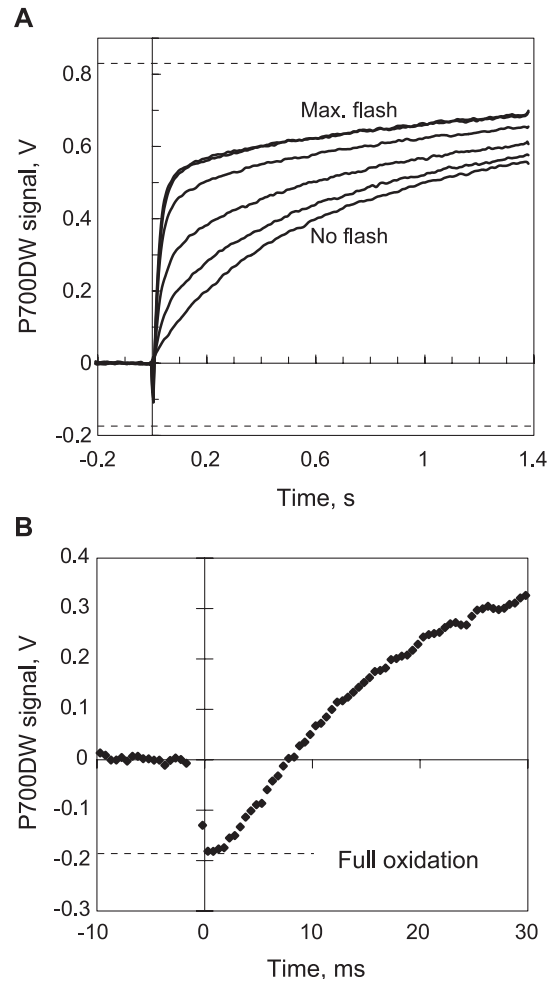 A
P700DW signal, V
0.8
0.6
0.4
0.2
0
-0.2
Max. flash
No flash
-0.2
0.2
0.6
1
1.4
Time, s
B
P700DW signal, V
0.4
0.3
0.2
0.1
0
-0.1
-0.2
-0.3
Full oxidation
-10
0
10
20
30
Time, ms